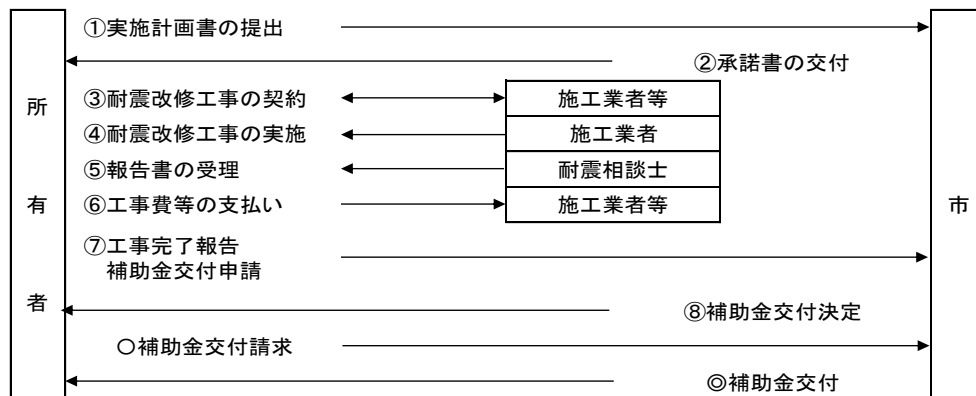 ①実施計画書の提出
②承諾書の交付
③耐震改修工事の契約
施工業者等
④耐震改修工事の実施
施工業者
⑤報告書の受理
耐震相談士
⑥工事費等の支払い
施工業者等
⑦工事完了報告
補助金交付申請
⑧補助金交付決定
〇補助金交付請求
◎補助金交付
所有者
市